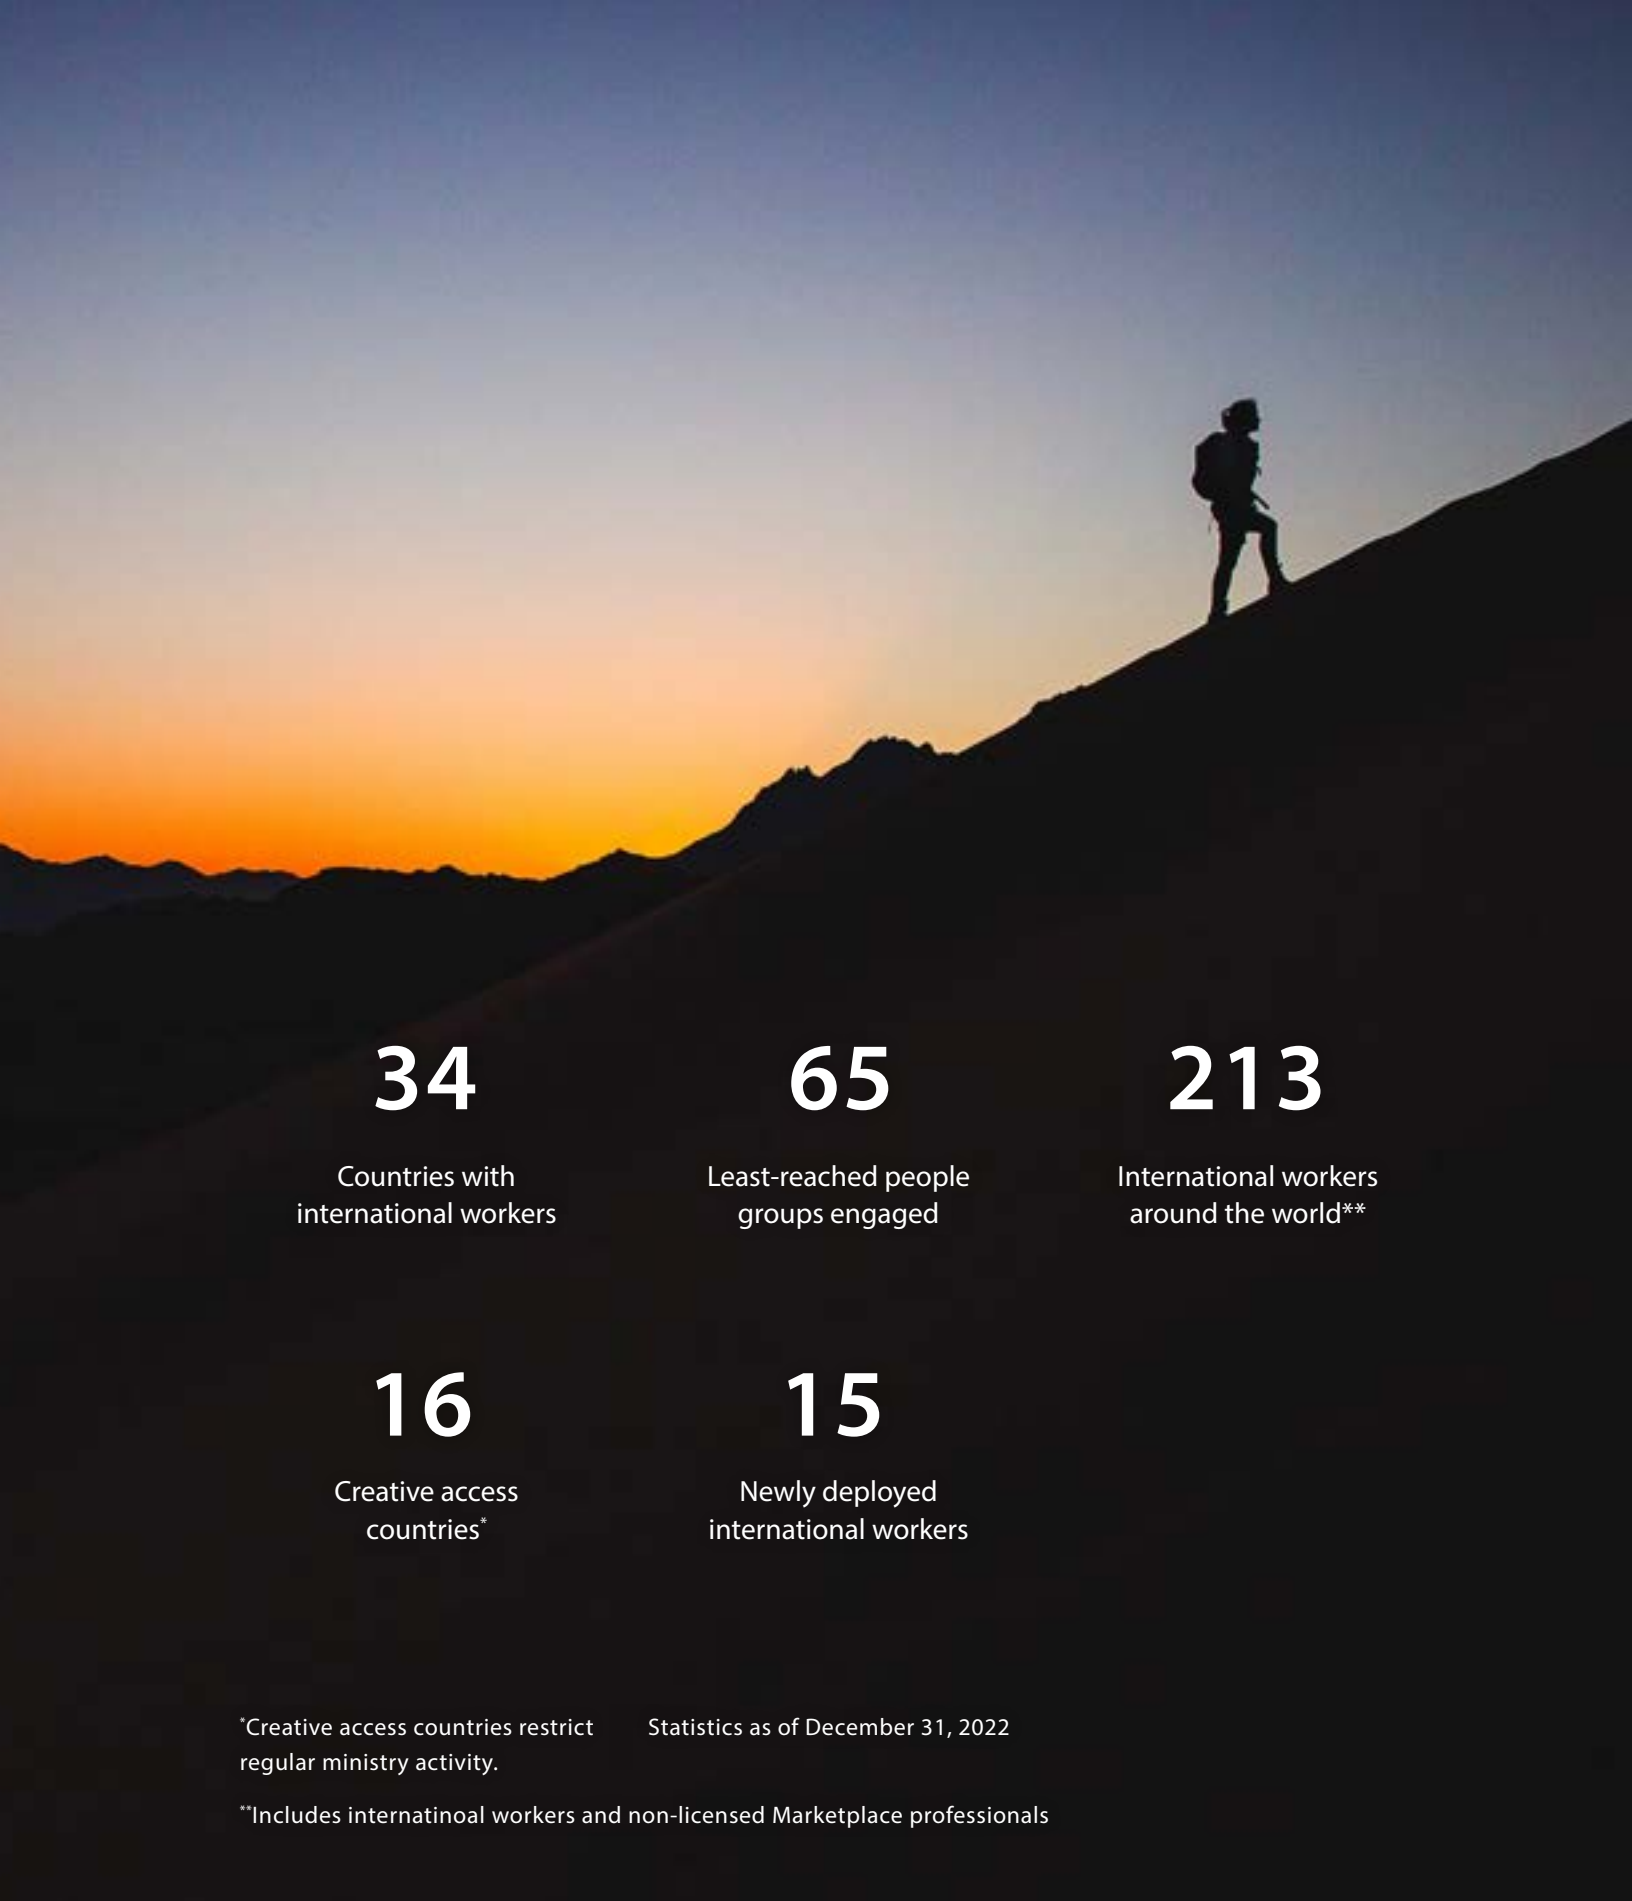 34
Countries with
international workers
65
Least-reached people
groups engaged
213
International workers
around the world**
16
Creative access
countries*
15
Newly deployed
international workers
*Creative access countries restrict
regular ministry activity.
Statistics as of December 31, 2022
**Includes internatinoal workers and non-licensed Marketplace professionals